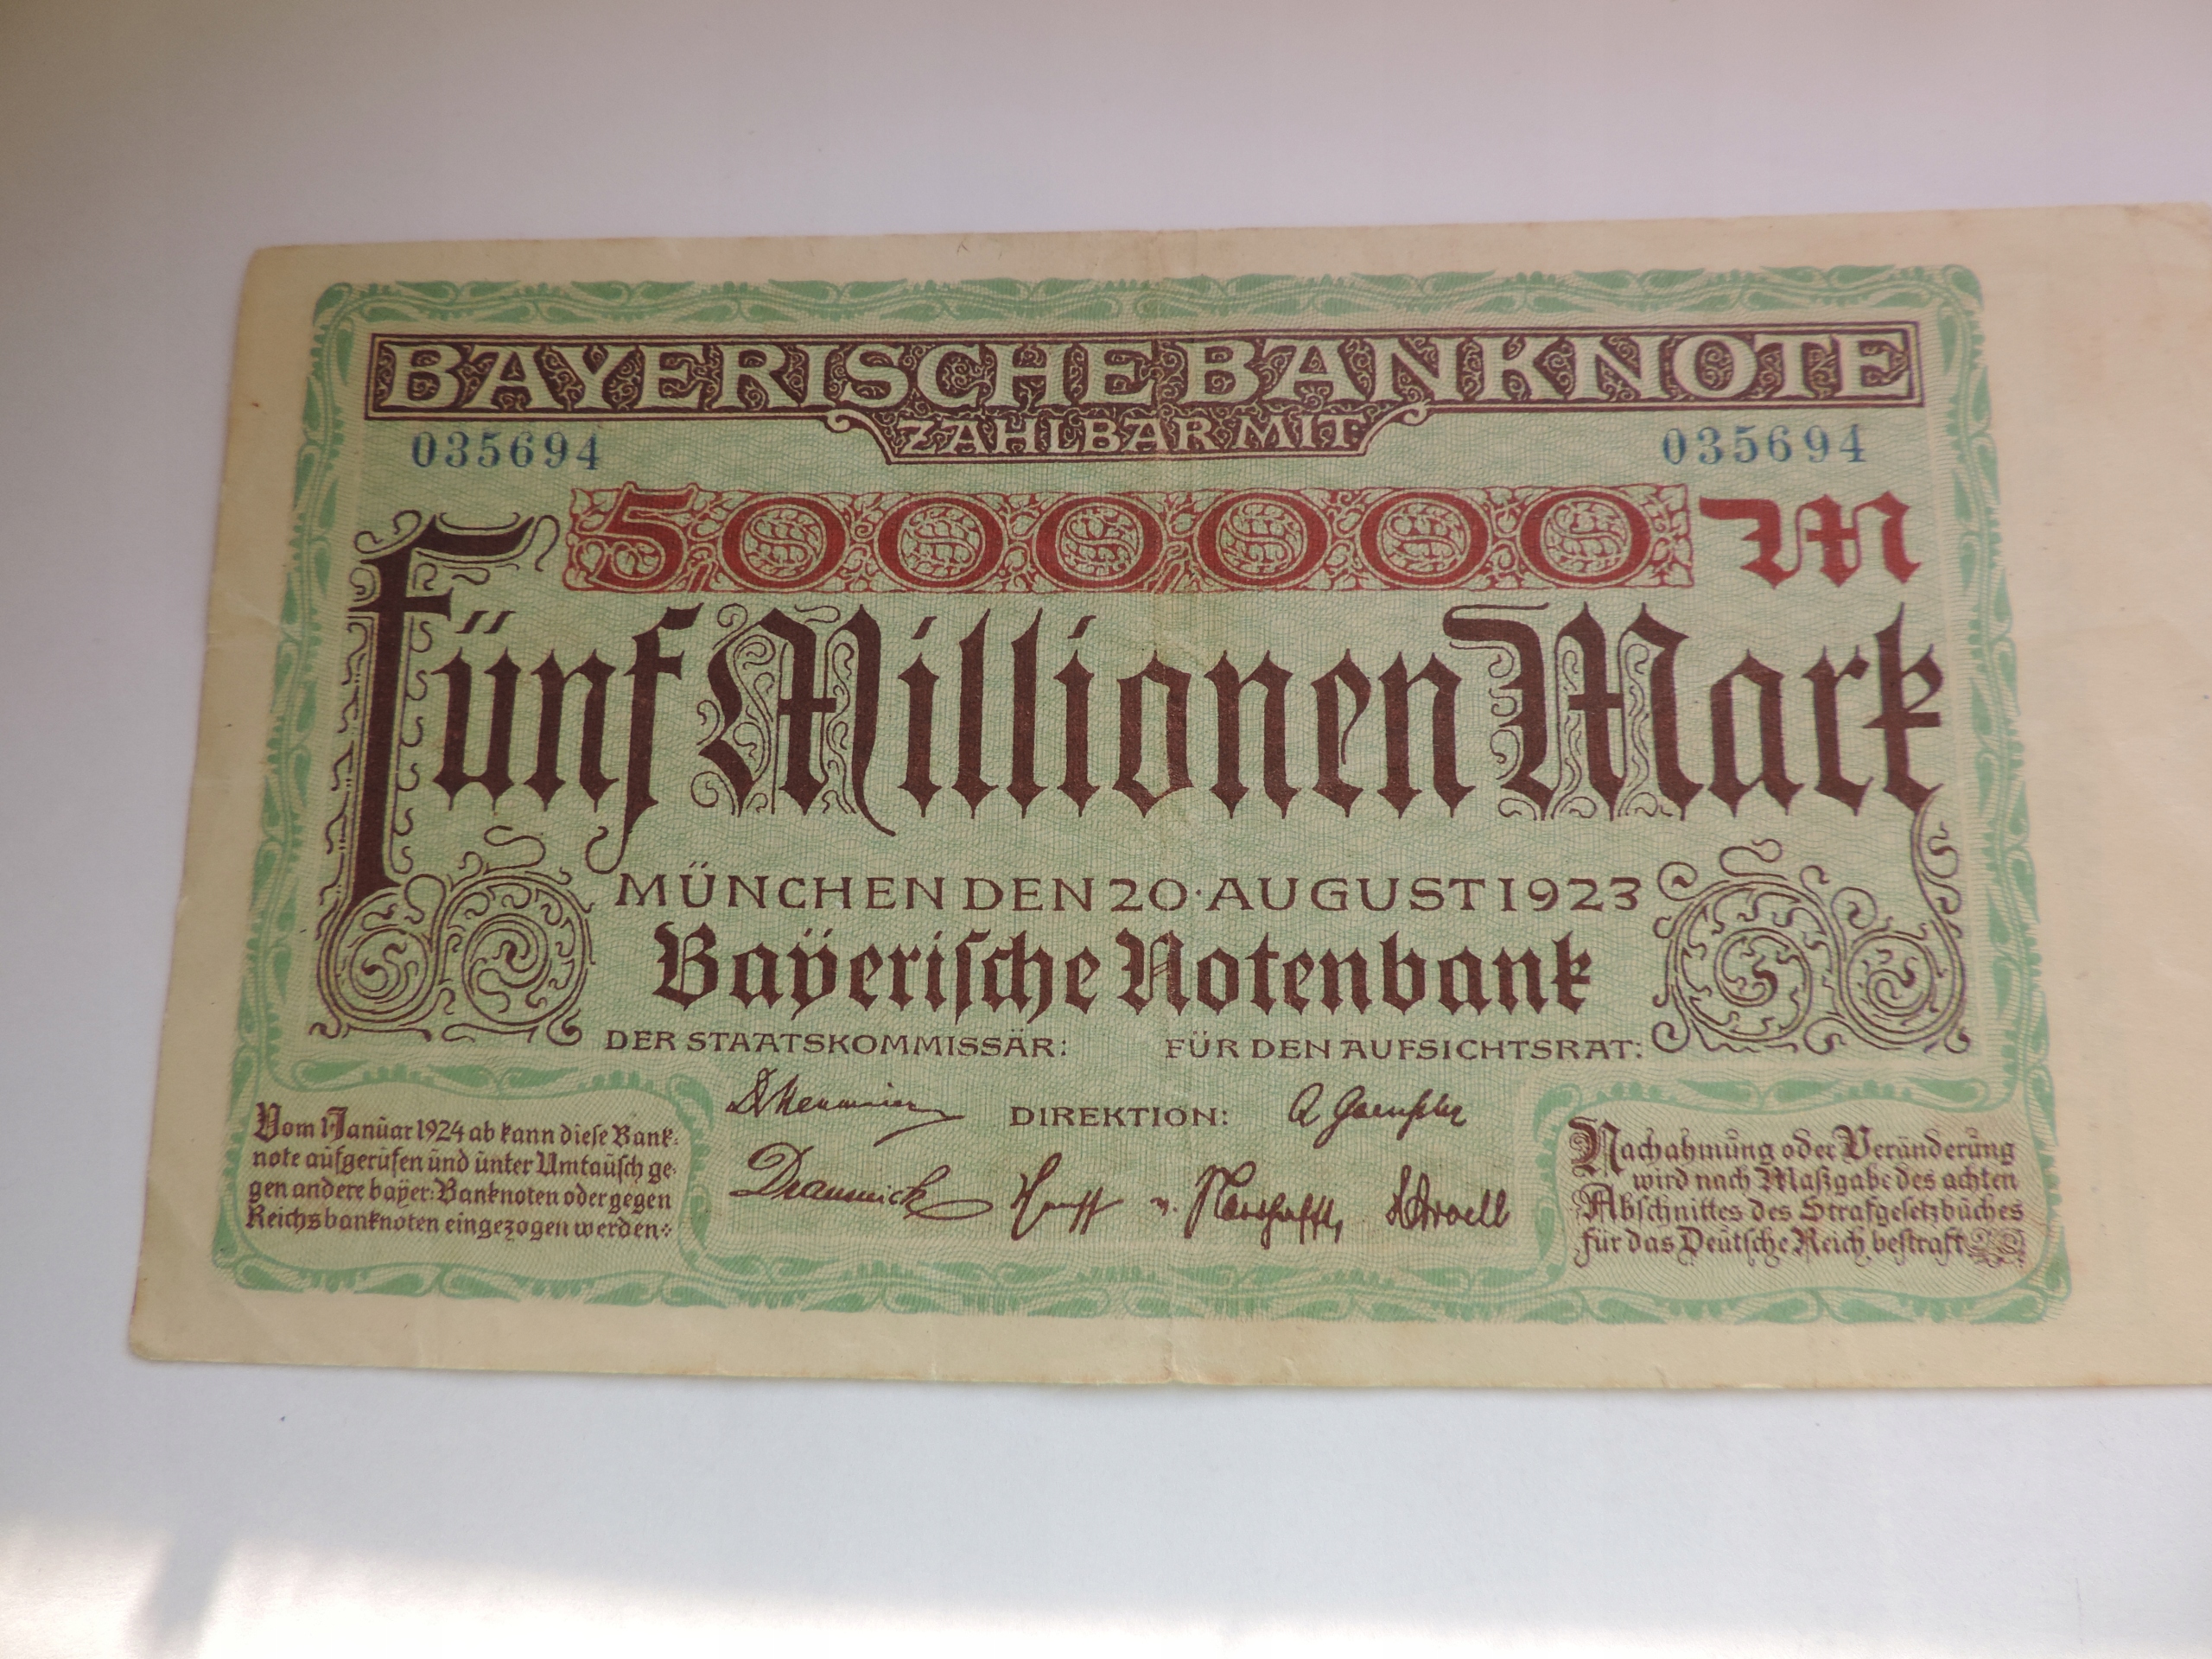 BAYERISCHE BANKNOTE
ZAHLBAR MIT
035694 035694
5,000,000 M
Fünf Millionen Mark
MÜNCHEN DEN 20·AUGUST 1923
Bayerische Notenbank
DER STAATSKOMMISSÄR: FÜR DEN AUFSICHTSRAT:
DIREKTION:
Vom 1·Januar 1924 ab kann diese Bank-
note aufgerufen und unter Umtausch ge-
gen andere bayer: Banknoten oder gegen
Reichsbanknoten eingezogen werden
Nachahmung oder Veränderung
wird nach Maßgabe des achten
Abschnittes des Strafgesetzbuches
für das Deutsche Reich bestraft